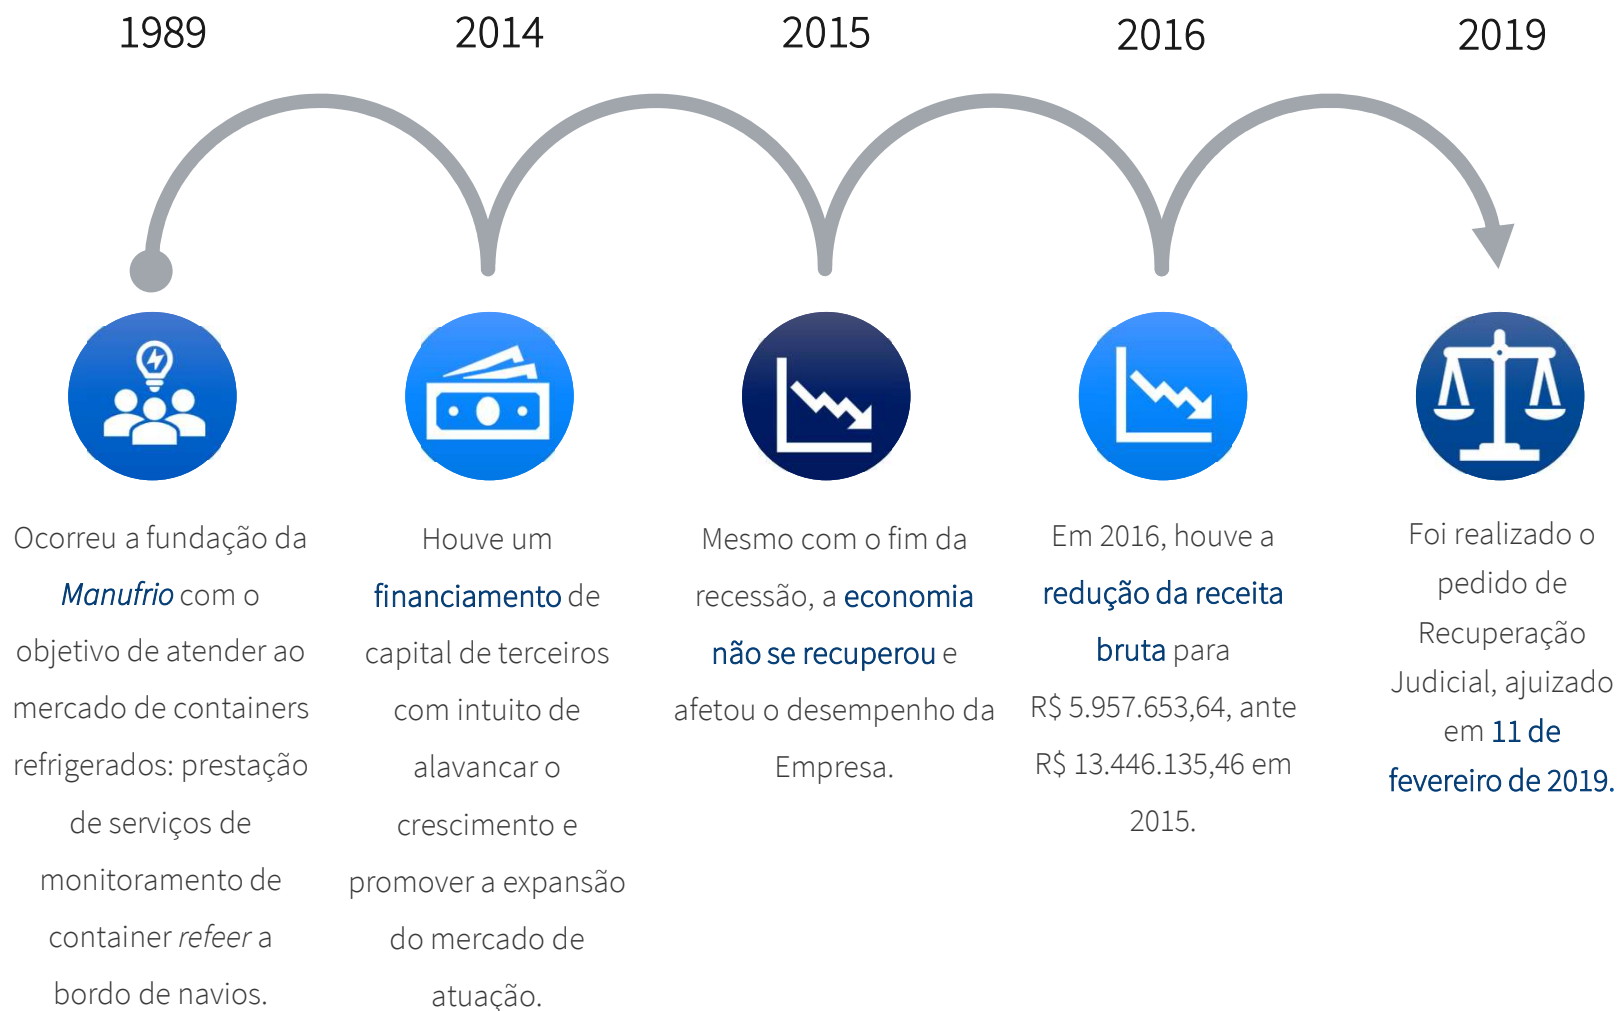 1989
Ocorreu a fundação da
Manufrio com o
objetivo de atender ao
mercado de containers
refrigerados: prestação
de serviços de
monitoramento de
container refeer a
bordo de navios.
2014
Houve um
financiamento de
capital de terceiros
com intuito de
alavancar o
crescimento e
promover a expansão
do mercado de
atuação.
2015
Mesmo com o fim da
recessão, a economia
não se recuperou e
afetou o desempenho da
Empresa.
2016
Em 2016, houve a
redução da receita
bruta para
R$ 5.957.653,64, ante
R$ 13.446.135,46 em
2015.
2019
Foi realizado o
pedido de
Recuperação
Judicial, ajuizado
em 11 de
fevereiro de 2019.